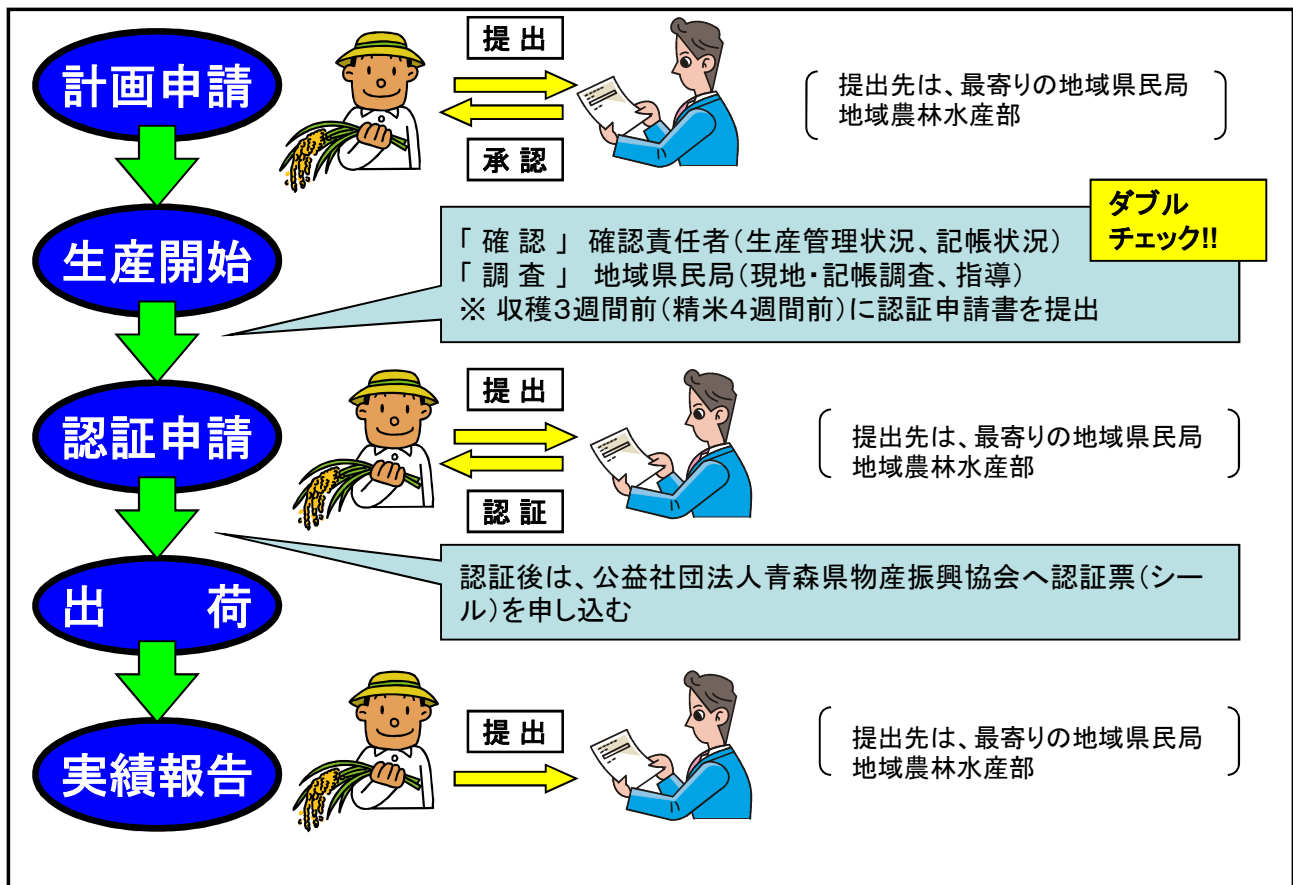 計画申請
提 出
承 認
提出先は、最寄りの地域県民局
地域農林水産部
生産開始
ダブル
チェック!!
「 確 認 」 確認責任者(生産管理状況、記帳状況)
「 調 査 」 地域県民局(現地・記帳調査、指導)
※ 収穫3週間前(精米4週間前)に認証申請書を提出
認証申請
提 出
認 証
提出先は、最寄りの地域県民局
地域農林水産部
認証後は、公益社団法人青森県物産振興協会へ認証票(シー
ル)を申し込む
出 荷
実績報告
提 出
提出先は、最寄りの地域県民局
地域農林水産部